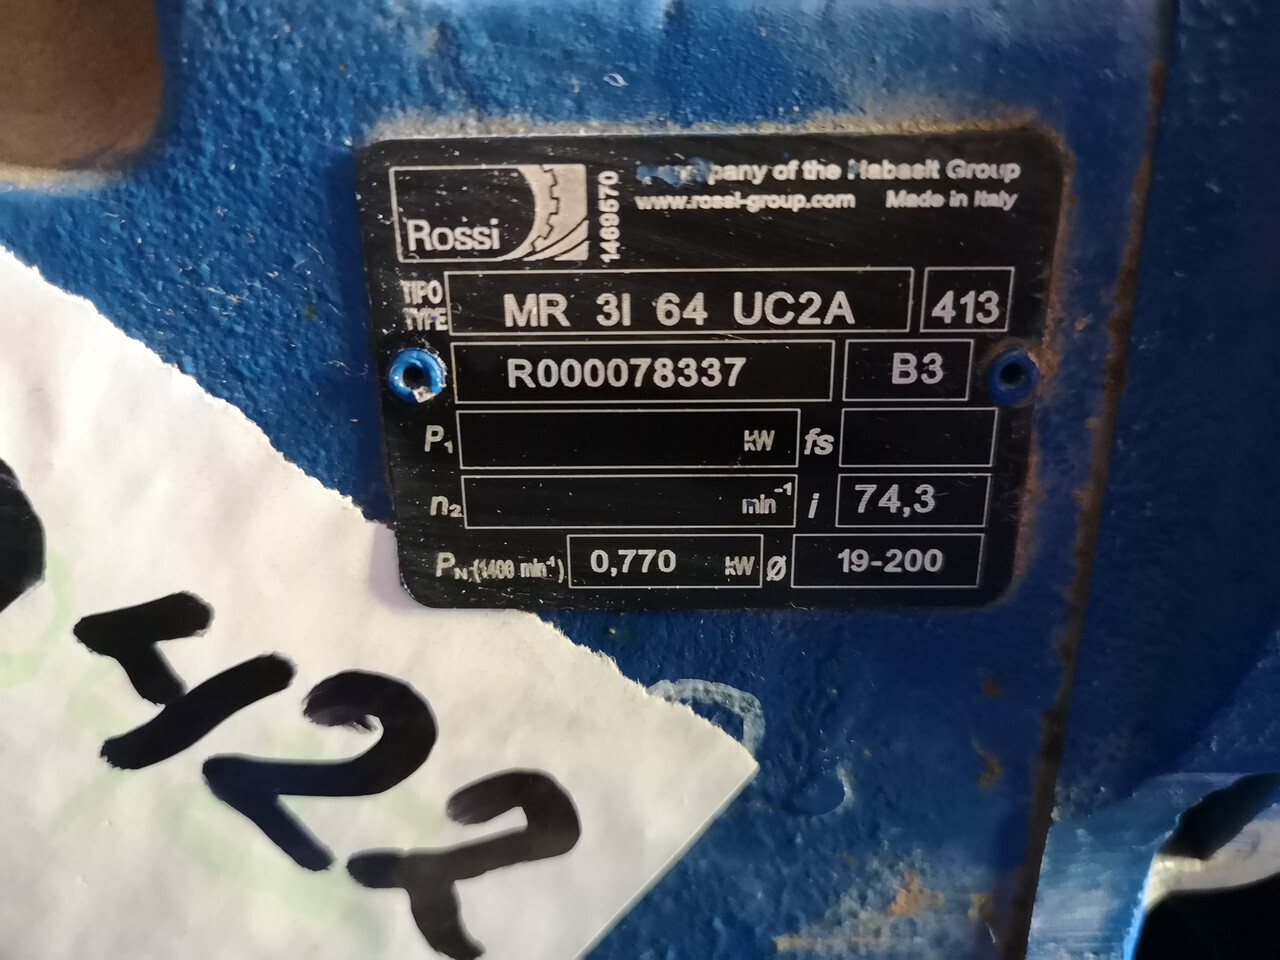 Rossi
1469570
pany of the Habasit Group
www.rossi-group.com Made in Italy
TIPO
TYPE
MR 3I 64 UC2A 413
R000078337 B3
P₁ kW fs
n₂ min⁻¹ i 74,3
P_N (1400 min⁻¹) 0,770 kW Ø 19-200
422